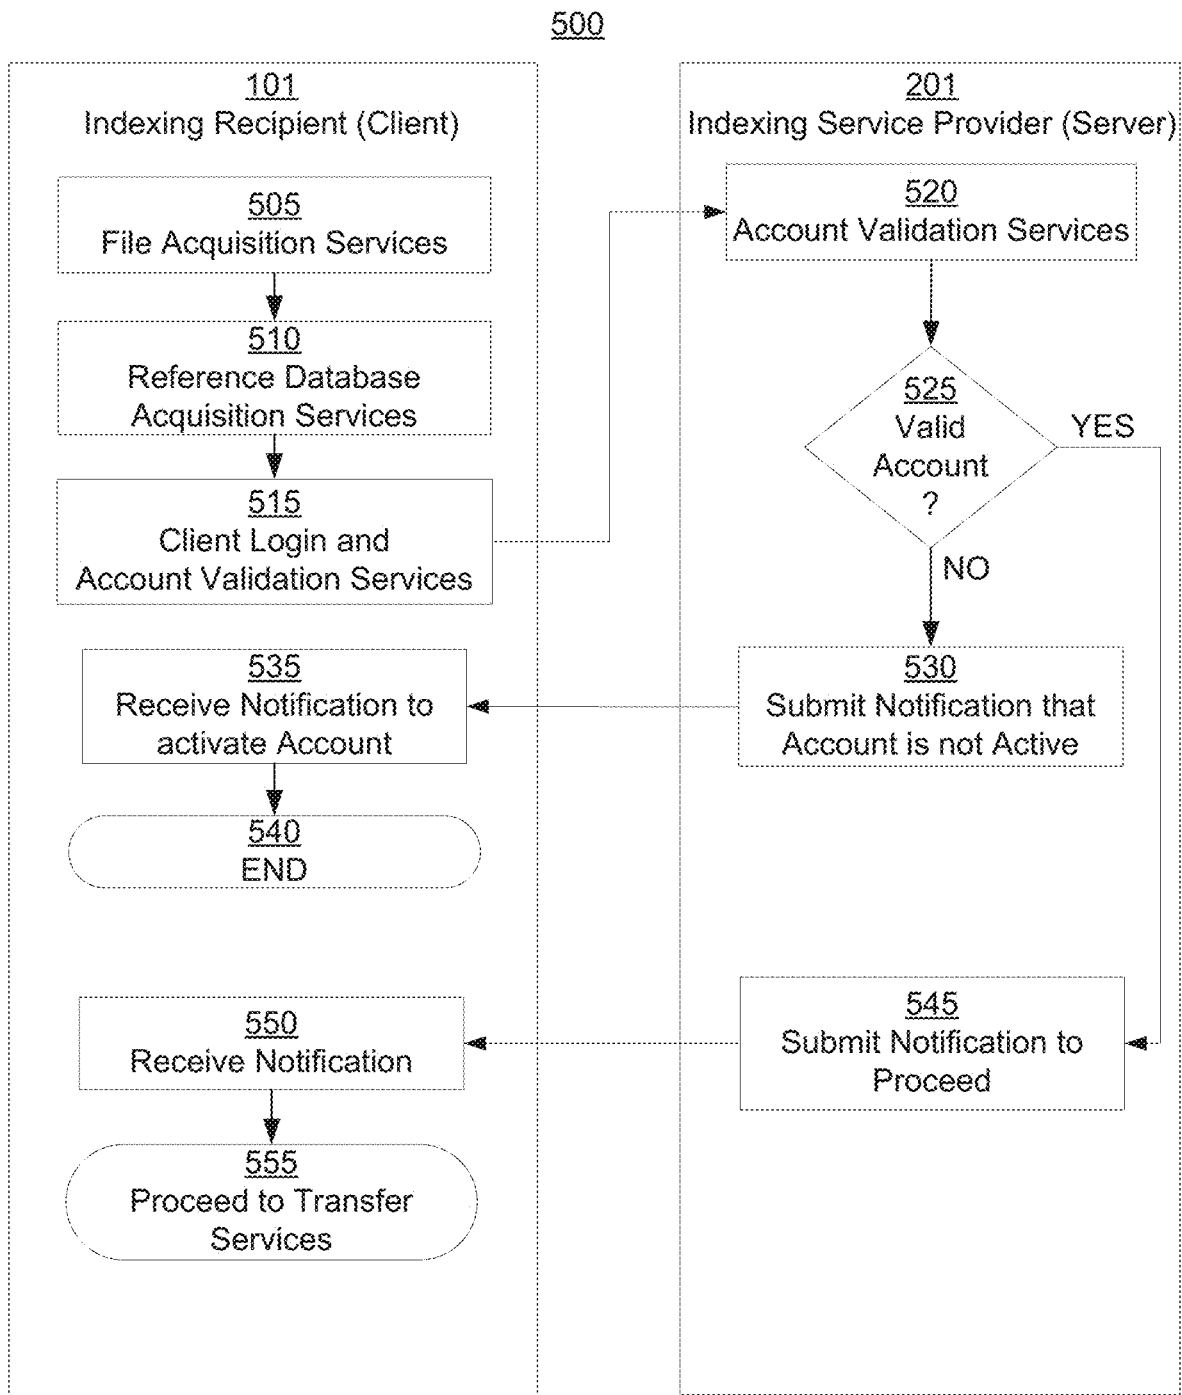 500
101
Indexing Recipient (Client)
505
File Acquisition Services
510
Reference Database
Acquisition Services
515
Client Login and
Account Validation Services
535
Receive Notification to
activate Account
540
END
550
Receive Notification
555
Proceed to Transfer
Services
201
Indexing Service Provider (Server)
520
Account Validation Services
525
Valid
Account
?
YES
NO
530
Submit Notification that
Account is not Active
545
Submit Notification to
Proceed